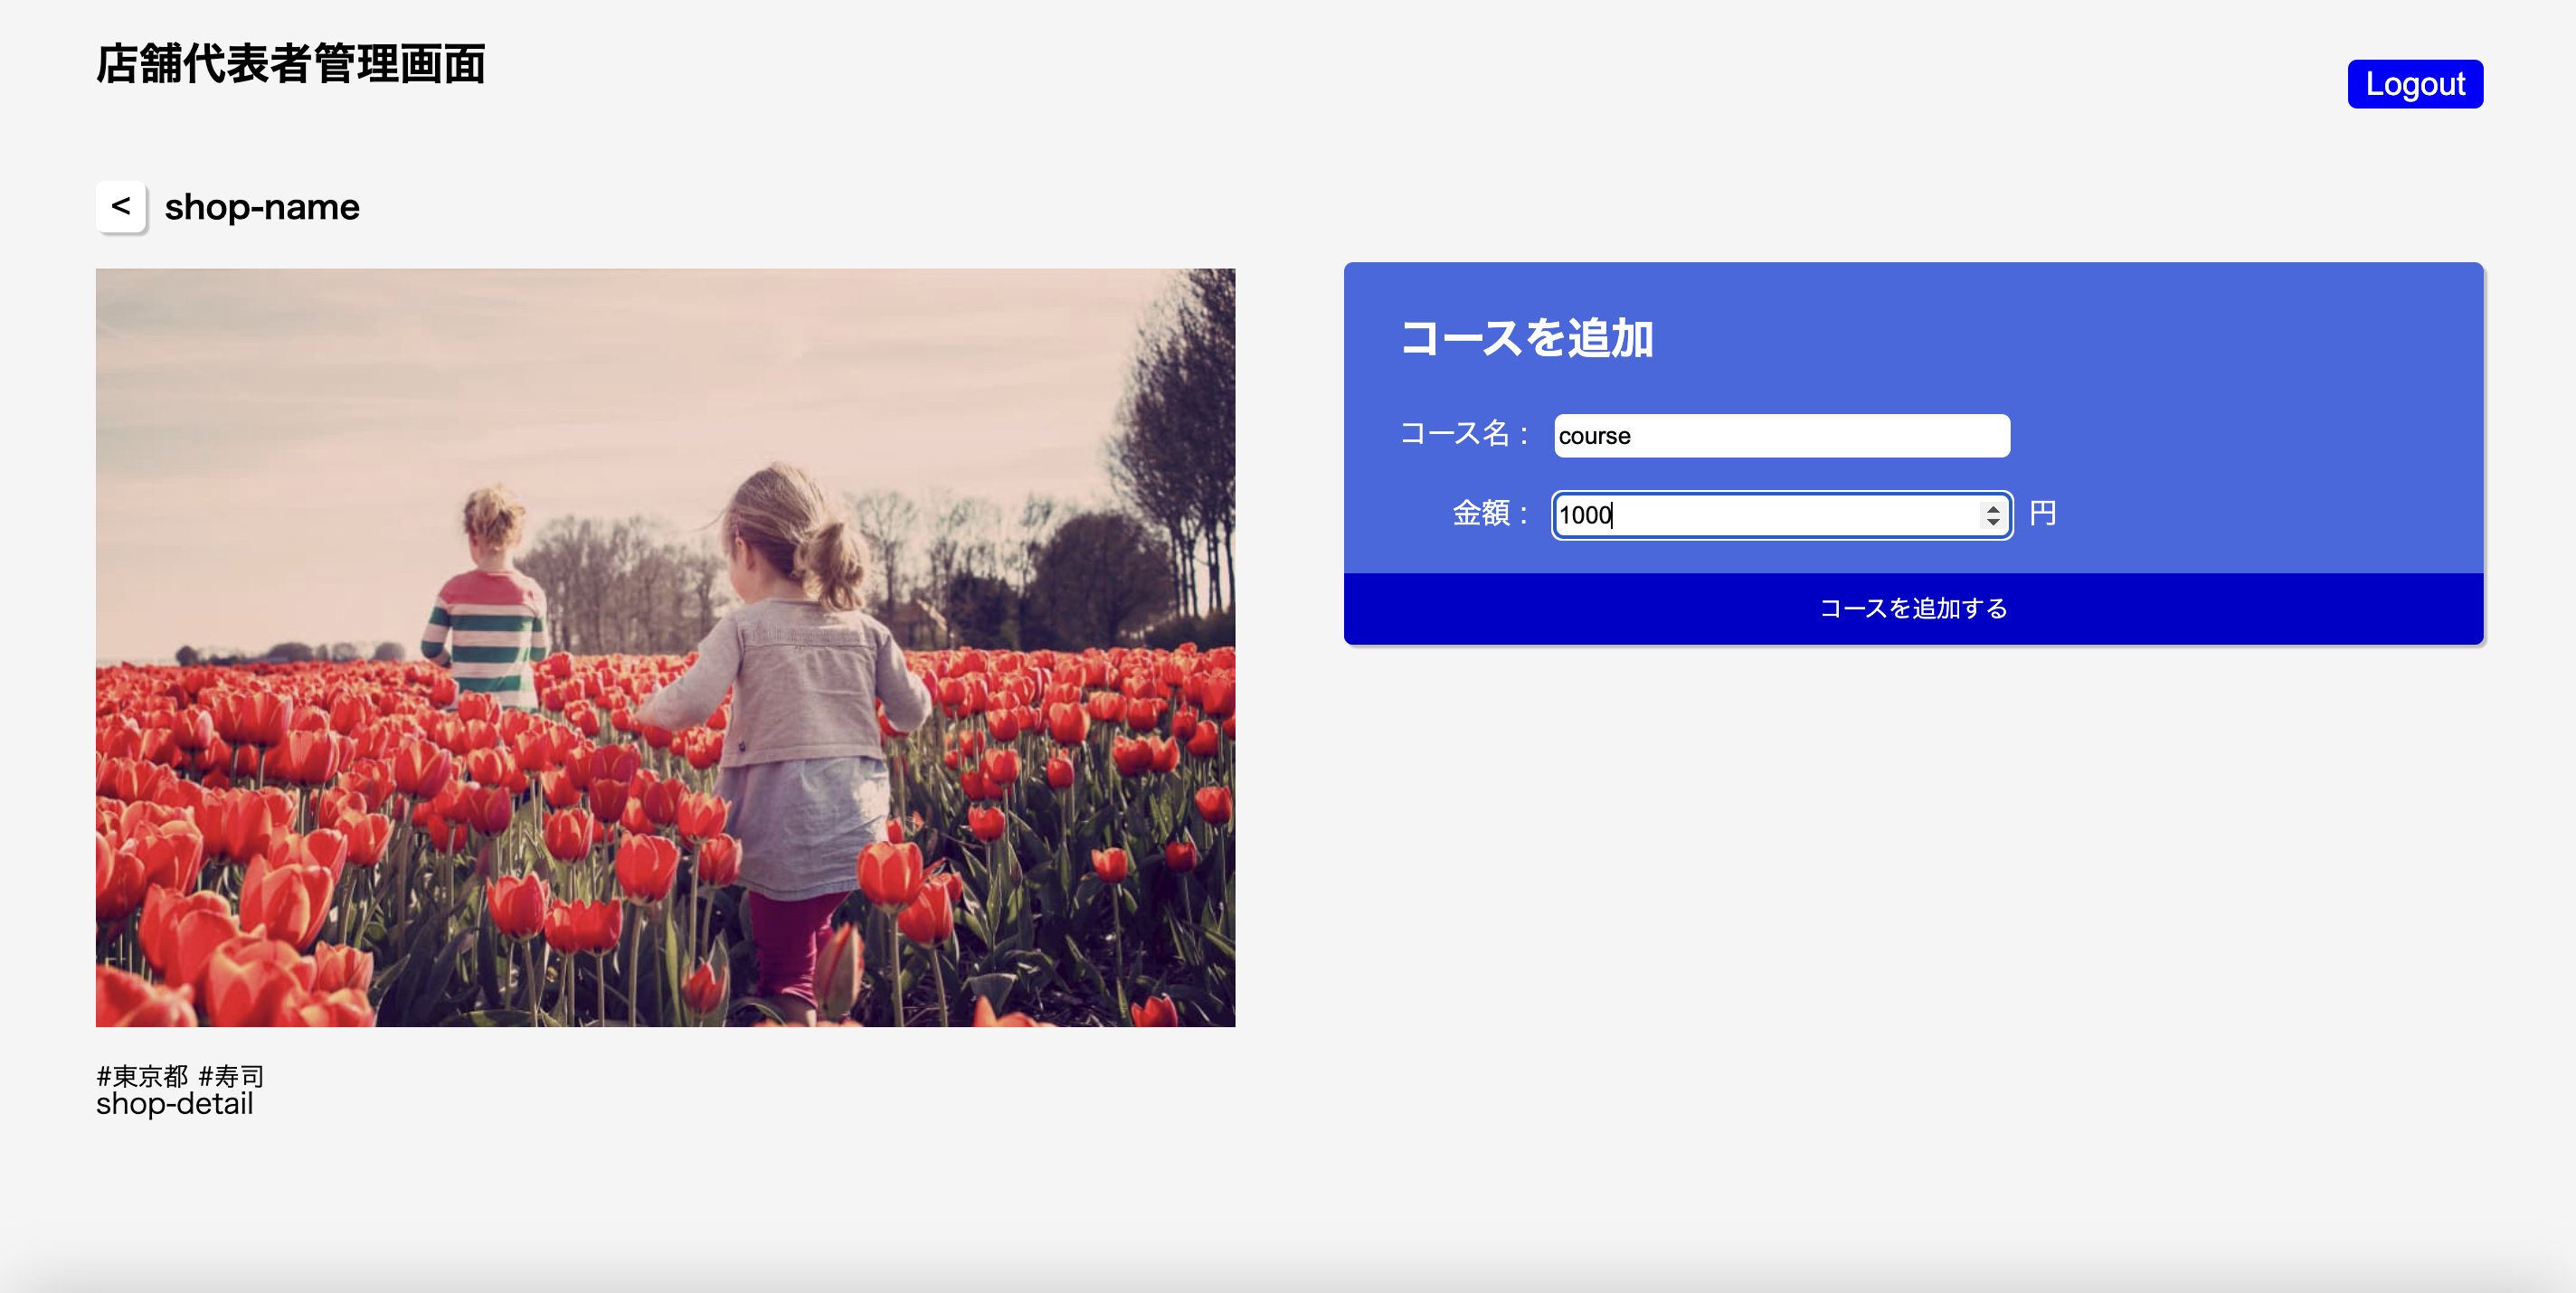 店舗代表者管理画面
Logout
< shop-name
コースを追加
コース名： course
金額： 1000 円
コースを追加する
#東京都 #寿司
shop-detail